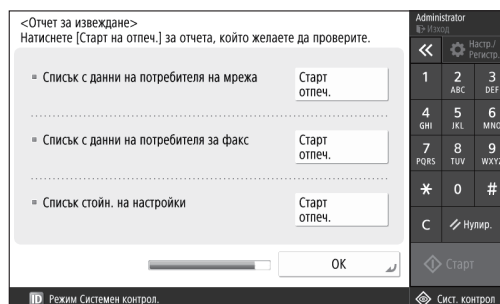 <Отчет за извеждане>
Натиснете [Старт на отпеч.] за отчета, който желаете да проверите.
Списък с данни на потребителя на мрежа
Старт
отпеч.
Списък с данни на потребителя за факс
Старт
отпеч.
Списък стойн. на настройки
Старт
отпеч.
OK
ID Режим Системен контрол.
Administrator
Изход
Настр./
Регистр.
1
2
ABC
3
DEF
4
GHI
5
JKL
6
MNO
7
PQRS
8
TUV
9
WXYZ
0
#
C
Нулир.
Старт
Сист. контрол